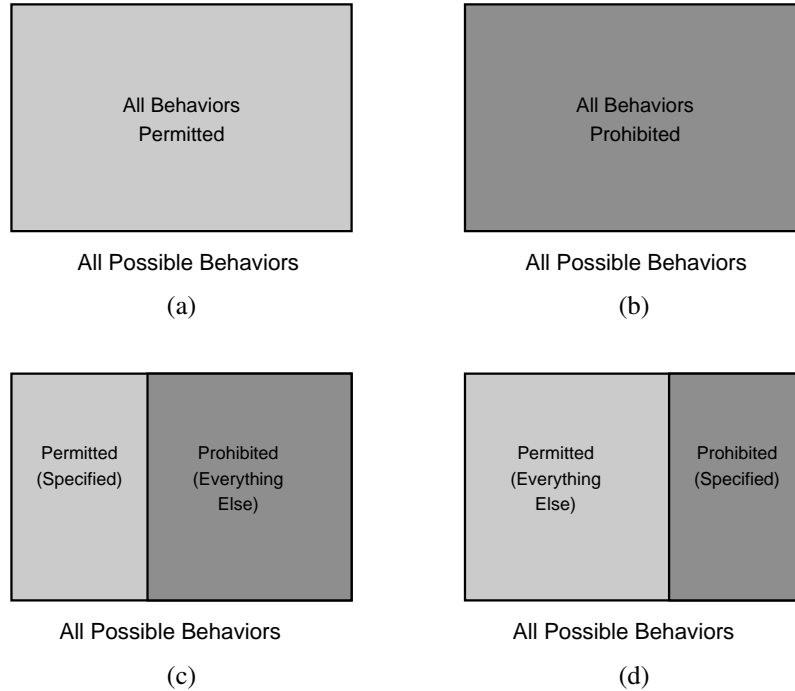 All Behaviors
Permitted
All Possible Behaviors
(a)
All Behaviors
Prohibited
All Possible Behaviors
(b)
Permitted
(Specified)
Prohibited
(Everything
Else)
All Possible Behaviors
(c)
Permitted
(Everything
Else)
Prohibited
(Specified)
All Possible Behaviors
(d)